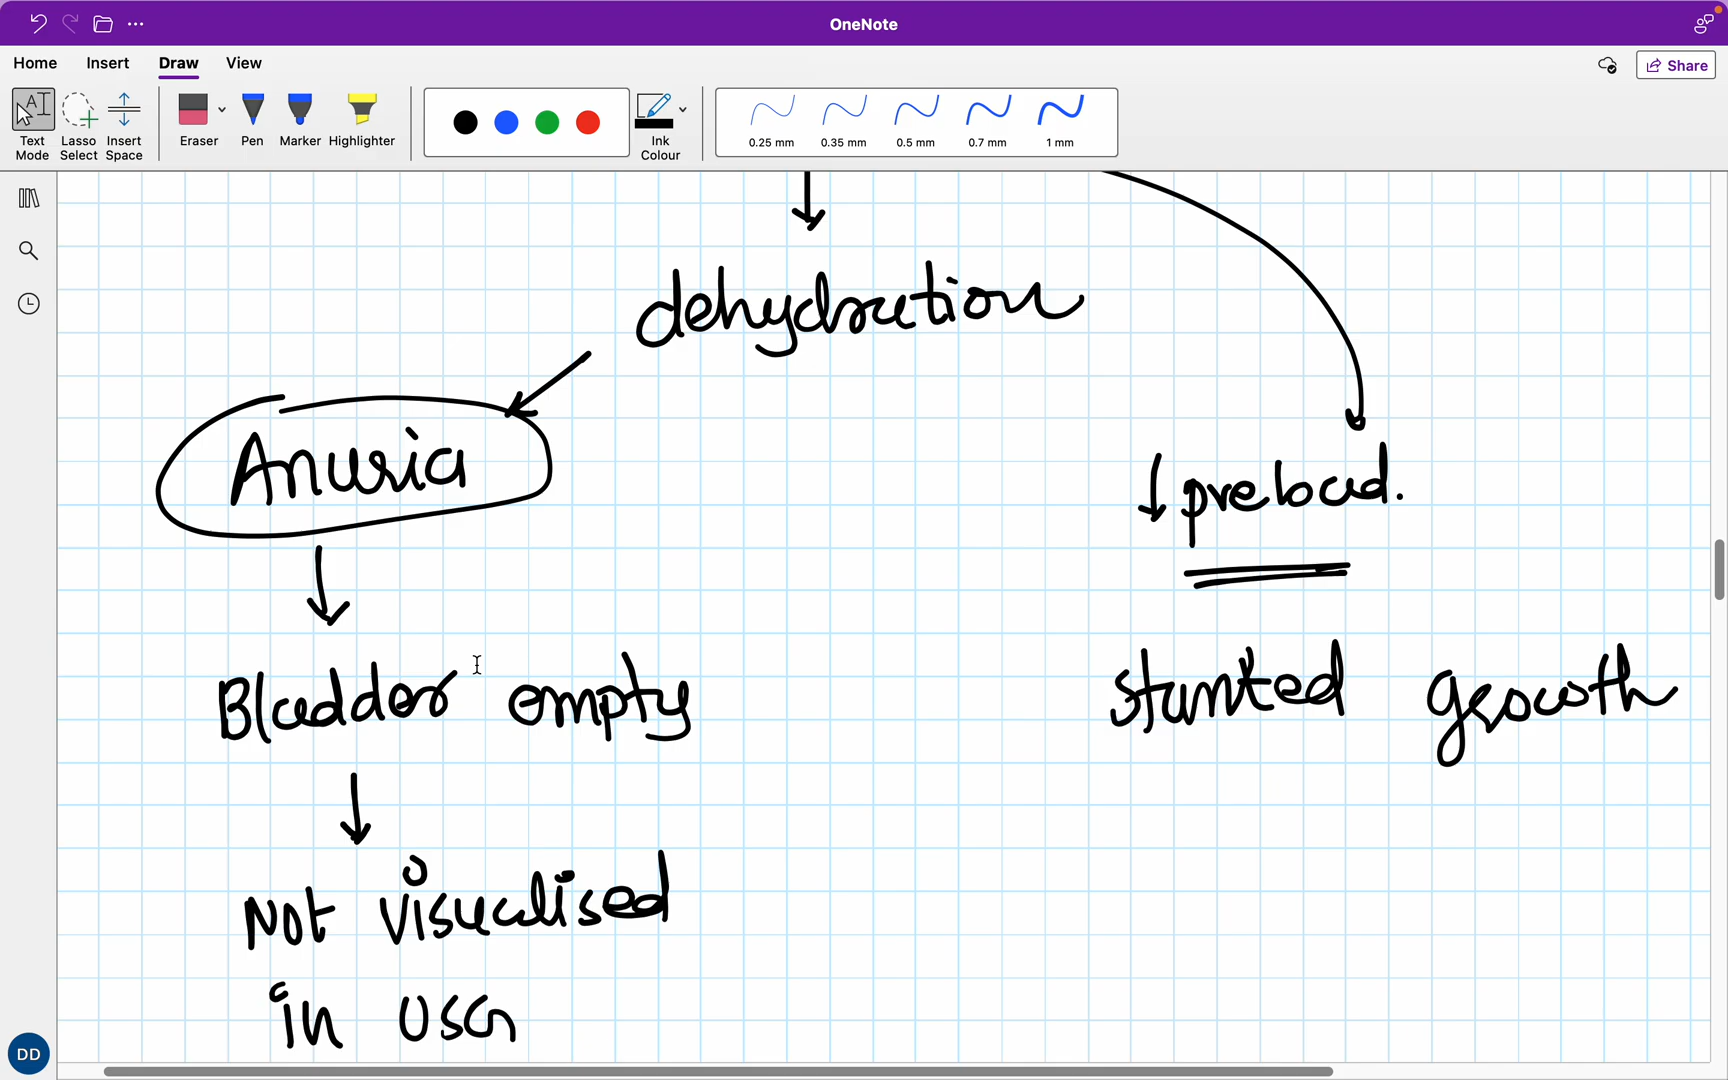 OneNote
Home Insert Draw View
Share
Text Mode
Lasso Select
Insert Space
Eraser
Pen
Marker
Highlighter
Ink Colour
0.25 mm
0.35 mm
0.5 mm
0.7 mm
1 mm
dehydration
Anuria
↓ preload.
Bladder empty
stunted growth
Not visualised
in USG
DD